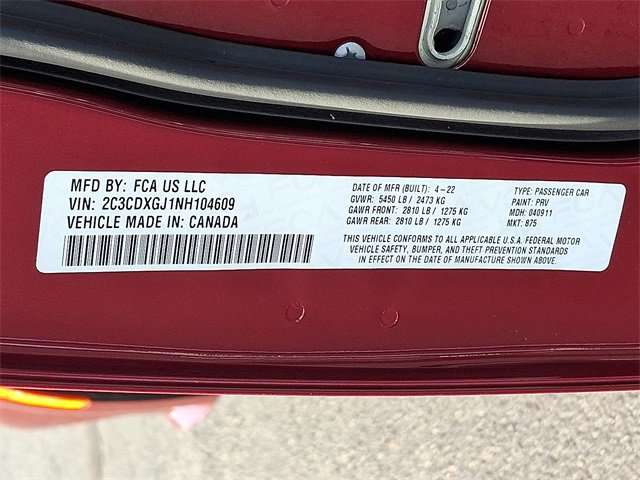 MFD BY: FCA US LLC
VIN: 2C3CDXGJ1NH104609
VEHICLE MADE IN: CANADA
DATE OF MFR (BUILT): 4-22
GVWR: 5450 LB / 2473 KG
GAWR FRONT: 2810 LB / 1275 KG
GAWR REAR: 2810 LB / 1275 KG
TYPE: PASSENGER CAR
PAINT: PRV
MDH: 040911
MKT: 875
THIS VEHICLE CONFORMS TO ALL APPLICABLE U.S.A. FEDERAL MOTOR
VEHICLE SAFETY, BUMPER, AND THEFT PREVENTION STANDARDS
IN EFFECT ON THE DATE OF MANUFACTURE SHOWN ABOVE.